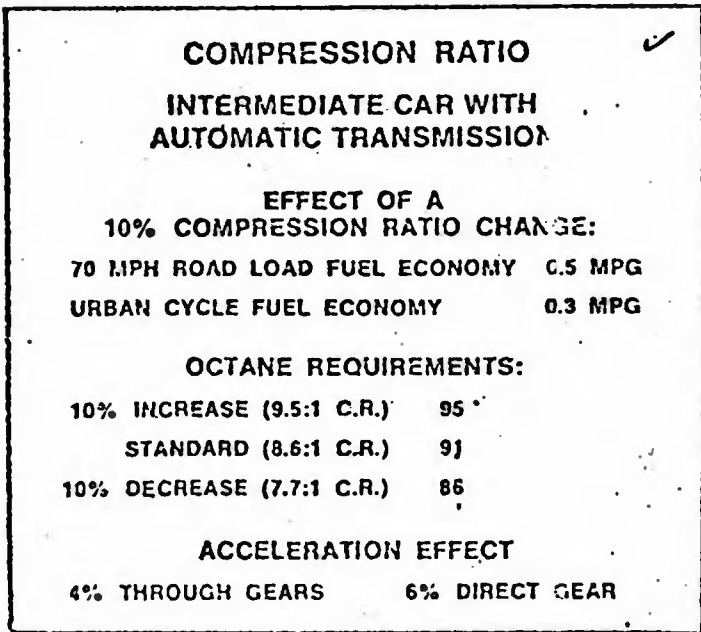 COMPRESSION RATIO
INTERMEDIATE CAR WITH
AUTOMATIC TRANSMISSION
EFFECT OF A
10% COMPRESSION RATIO CHANGE:
70 MPH ROAD LOAD FUEL ECONOMY 0.5 MPG
URBAN CYCLE FUEL ECONOMY 0.3 MPG
OCTANE REQUIREMENTS:
10% INCREASE (9.5:1 C.R.) 95
STANDARD (8.6:1 C.R.) 91
10% DECREASE (7.7:1 C.R.) 86
ACCELERATION EFFECT
4% THROUGH GEARS 6% DIRECT GEAR